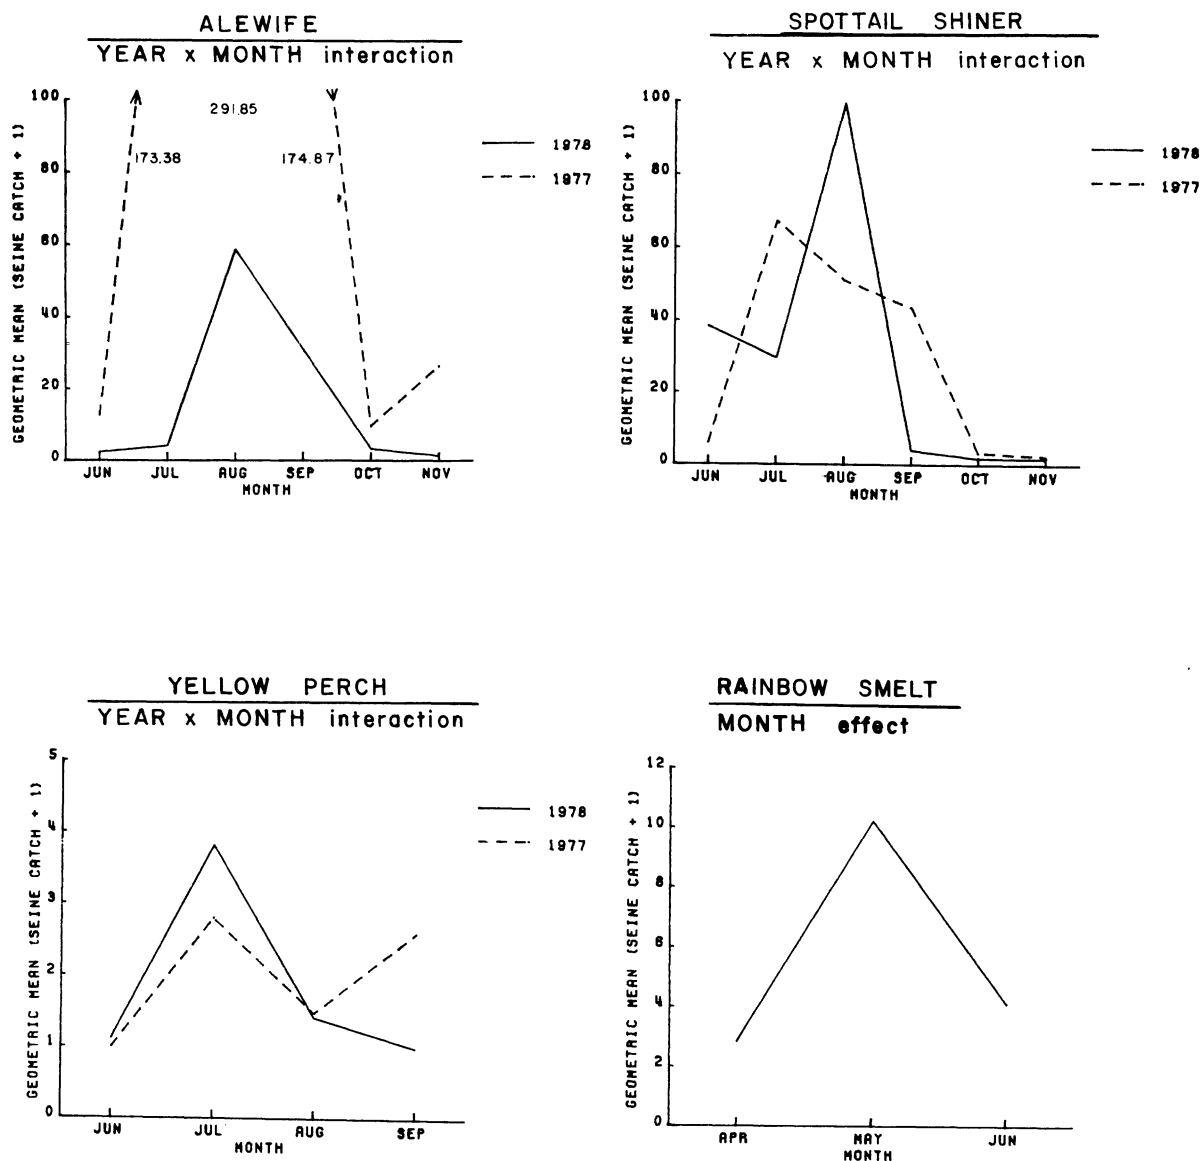 ALEWIFE
YEAR x MONTH interaction
GEOMETRIC MEAN (SEINE CATCH + 1)
100
80
60
40
20
0
173.38
291.85
174.87
1978
1977
JUN JUL AUG SEP OCT NOV
MONTH
SPOTTAIL SHINER
YEAR x MONTH interaction
GEOMETRIC MEAN (SEINE CATCH + 1)
100
80
60
40
20
0
1978
1977
JUN JUL AUG SEP OCT NOV
MONTH
YELLOW PERCH
YEAR x MONTH interaction
GEOMETRIC MEAN (SEINE CATCH + 1)
5
4
3
2
1
0
1978
1977
JUN JUL AUG SEP
MONTH
RAINBOW SMELT
MONTH effect
GEOMETRIC MEAN (SEINE CATCH + 1)
12
10
8
6
4
2
0
APR MAY JUN
MONTH